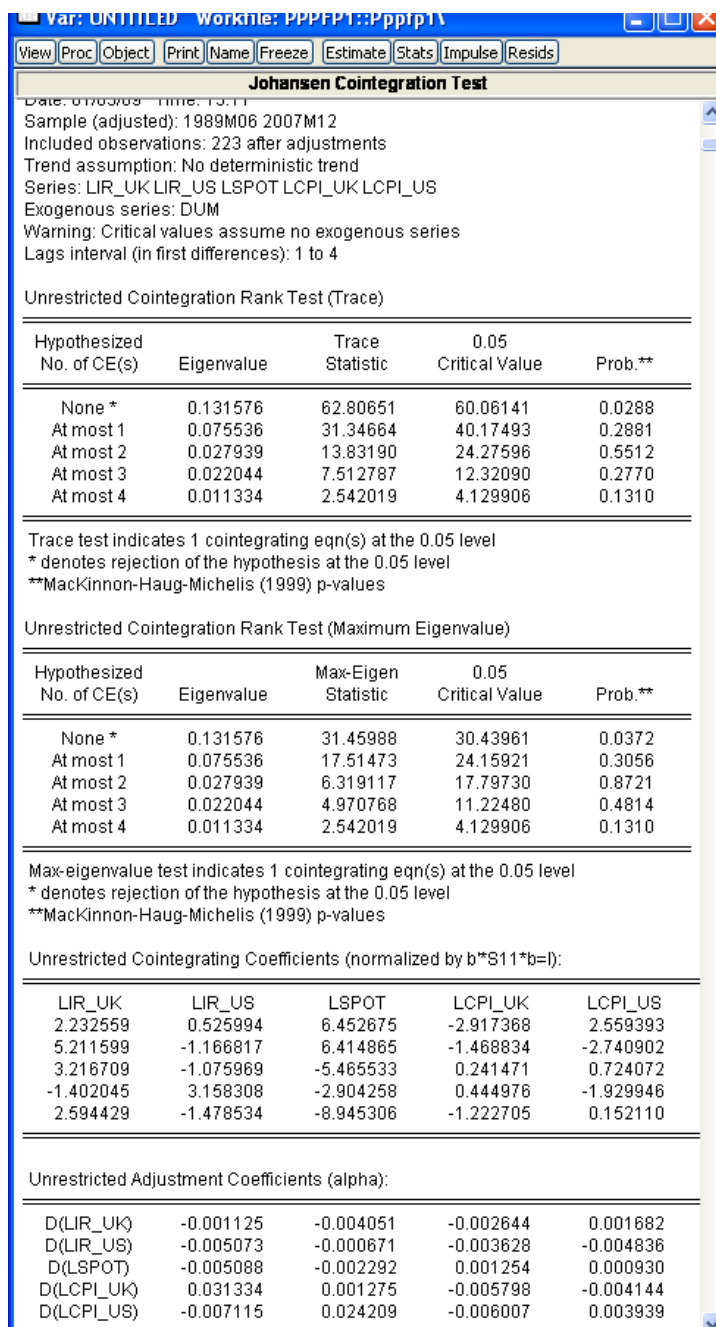 Var: UNTITLED Workfile: PPPFP1::Pppfp1\
View Proc Object Print Name Freeze Estimate Stats Impulse Resids
Johansen Cointegration Test
Date: 01/05/09 Time: 15:11
Sample (adjusted): 1989M06 2007M12
Included observations: 223 after adjustments
Trend assumption: No deterministic trend
Series: LIR_UK LIR_US LSPOT LCPI_UK LCPI_US
Exogenous series: DUM
Warning: Critical values assume no exogenous series
Lags interval (in first differences): 1 to 4
Unrestricted Cointegration Rank Test (Trace)
Hypothesized Trace 0.05
No. of CE(s) Eigenvalue Statistic Critical Value Prob.**
None * 0.131576 62.80651 60.06141 0.0288
At most 1 0.075536 31.34664 40.17493 0.2881
At most 2 0.027939 13.83190 24.27596 0.5512
At most 3 0.022044 7.512787 12.32090 0.2770
At most 4 0.011334 2.542019 4.129906 0.1310
Trace test indicates 1 cointegrating eqn(s) at the 0.05 level
* denotes rejection of the hypothesis at the 0.05 level
**MacKinnon-Haug-Michelis (1999) p-values
Unrestricted Cointegration Rank Test (Maximum Eigenvalue)
Hypothesized Max-Eigen 0.05
No. of CE(s) Eigenvalue Statistic Critical Value Prob.**
None * 0.131576 31.45988 30.43961 0.0372
At most 1 0.075536 17.51473 24.15921 0.3056
At most 2 0.027939 6.319117 17.79730 0.8721
At most 3 0.022044 4.970768 11.22480 0.4814
At most 4 0.011334 2.542019 4.129906 0.1310
Max-eigenvalue test indicates 1 cointegrating eqn(s) at the 0.05 level
* denotes rejection of the hypothesis at the 0.05 level
**MacKinnon-Haug-Michelis (1999) p-values
Unrestricted Cointegrating Coefficients (normalized by b'*S11*b=I):
LIR_UK LIR_US LSPOT LCPI_UK LCPI_US
2.232559 0.525994 6.452675 -2.917368 2.559393
5.211599 -1.166817 6.414865 -1.468834 -2.740902
3.216709 -1.075969 -5.465533 0.241471 0.724072
-1.402045 3.158308 -2.904258 0.444976 -1.929946
2.594429 -1.478534 -8.945306 -1.222705 0.152110
Unrestricted Adjustment Coefficients (alpha):
D(LIR_UK) -0.001125 -0.004051 -0.002644 0.001682
D(LIR_US) -0.005073 -0.000671 -0.003628 -0.004836
D(LSPOT) -0.005088 -0.002292 0.001254 0.000930
D(LCPI_UK) 0.031334 0.001275 -0.005798 -0.004144
D(LCPI_US) -0.007115 0.024209 -0.006007 0.003939